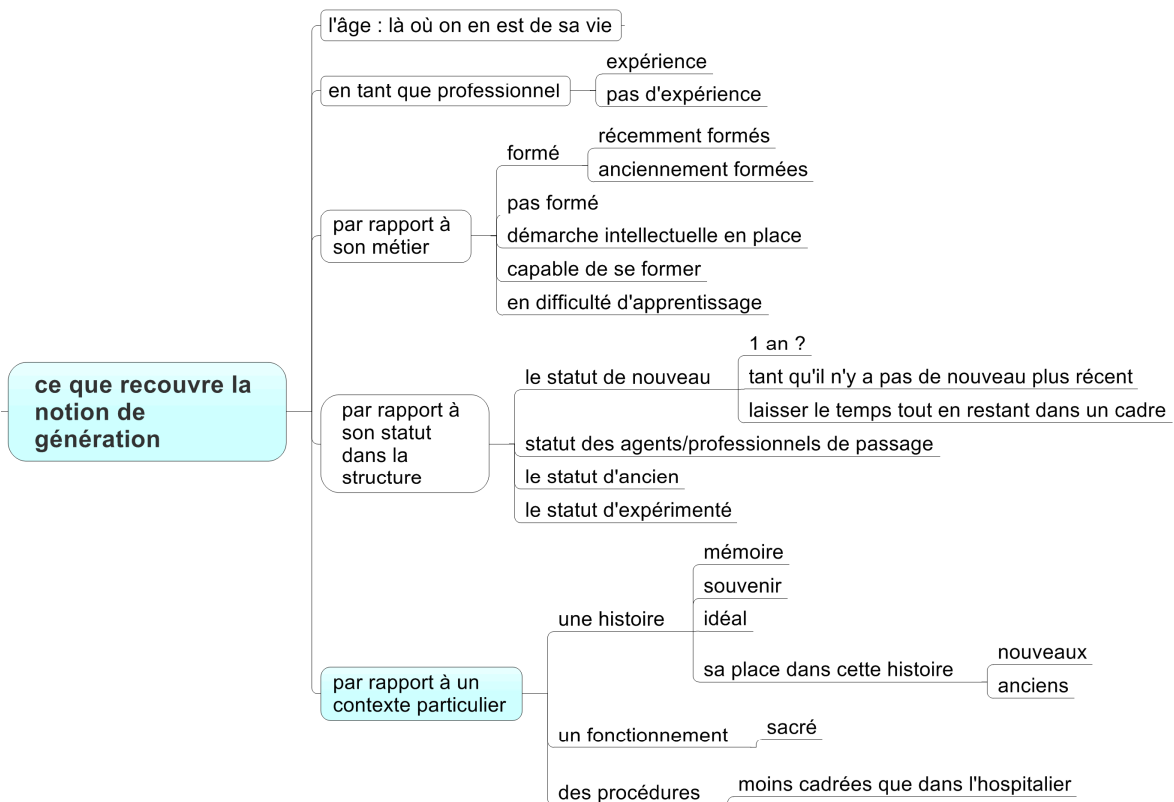 ce que recouvre la
notion de
génération
l'âge : là où on en est de sa vie
en tant que professionnel
expérience
pas d'expérience
par rapport à
son métier
formé
récemment formés
anciennement formées
pas formé
démarche intellectuelle en place
capable de se former
en difficulté d'apprentissage
par rapport à
son statut
dans la
structure
le statut de nouveau
1 an ?
tant qu'il n'y a pas de nouveau plus récent
laisser le temps tout en restant dans un cadre
statut des agents/professionnels de passage
le statut d'ancien
le statut d'expérimenté
par rapport à un
contexte particulier
une histoire
mémoire
souvenir
idéal
sa place dans cette histoire
nouveaux
anciens
un fonctionnement
sacré
des procédures
moins cadrées que dans l'hospitalier